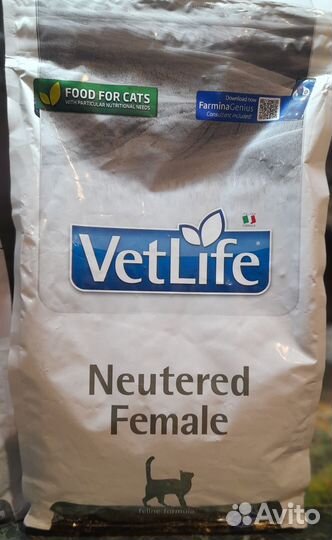 FOOD FOR CATS
WITH PARTICULAR NUTRITIONAL NEEDS
Download now
FarminaGenius
Consultant included!
VetLife
Neutered
Female
feline formula
Avito